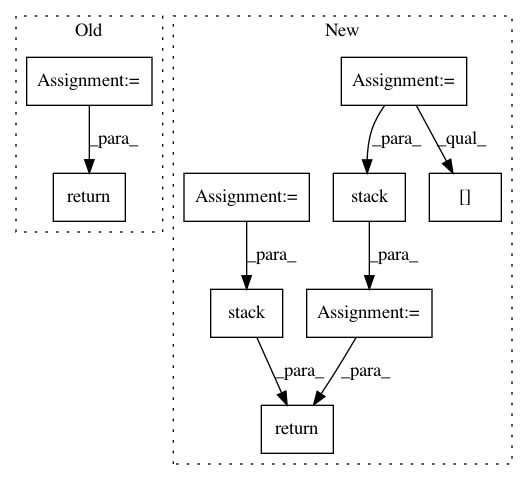 Old
New
Assignment:=
Assignment:=
_para_
_para_
_qual_
return
Assignment:=
stack
[]
_para_
_para_
stack
Assignment:=
_para_
_para_
return